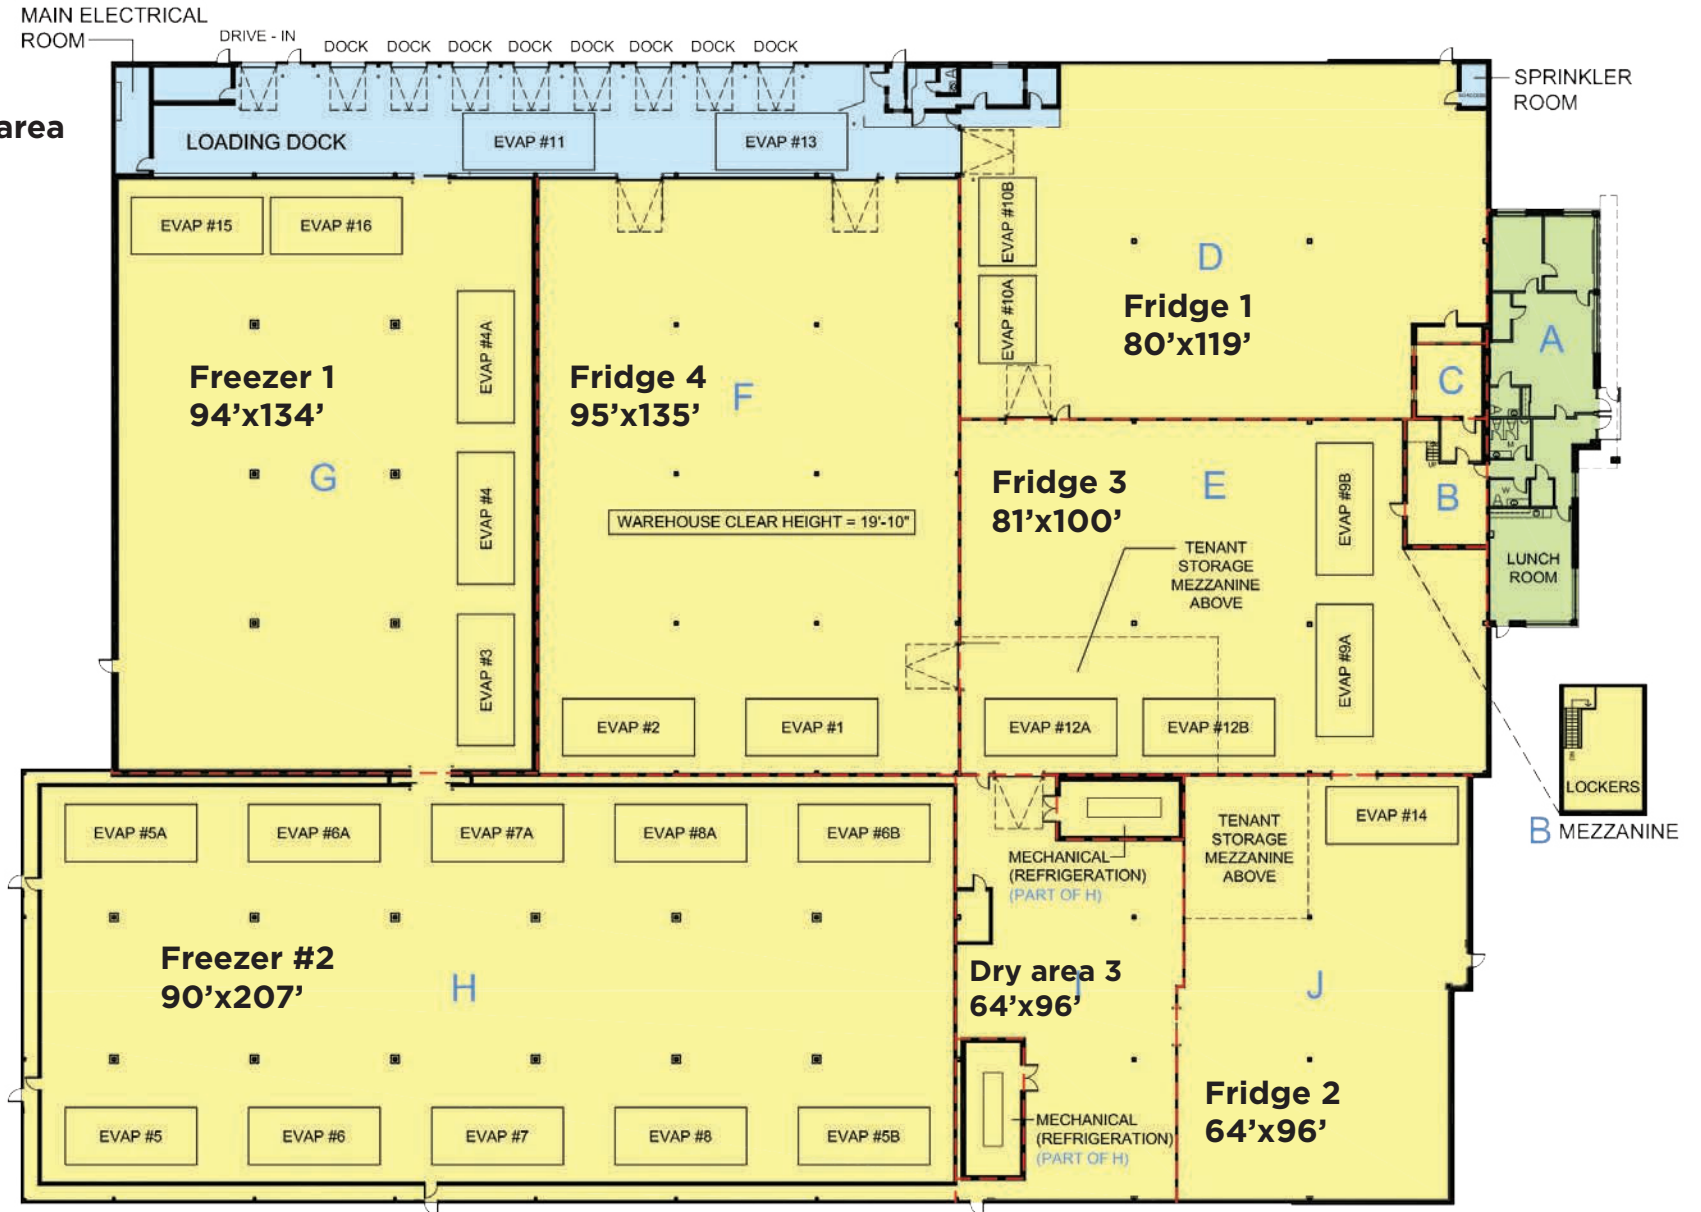 MAIN ELECTRICAL
ROOM
DRIVE - IN
DOCK
DOCK
DOCK
DOCK
DOCK
DOCK
DOCK
DOCK
SPRINKLER
ROOM
area
LOADING DOCK
EVAP #11
EVAP #13
EVAP #15
EVAP #16
EVAP #10B
EVAP #10A
D
Fridge 1
80’x119’
A
C
EVAP #4A
Freezer 1
94’x134’
G
Fridge 4
95’x135’
F
Fridge 3
81’x100’
E
EVAP #9B
B
M
W
EVAP #4
WAREHOUSE CLEAR HEIGHT = 19'-10"
TENANT
STORAGE
MEZZANINE
ABOVE
LUNCH
ROOM
EVAP #3
EVAP #9A
EVAP #2
EVAP #1
EVAP #12A
EVAP #12B
LOCKERS
B MEZZANINE
EVAP #5A
EVAP #6A
EVAP #7A
EVAP #8A
EVAP #6B
EVAP #14
TENANT
STORAGE
MEZZANINE
ABOVE
MECHANICAL
(REFRIGERATION)
(PART OF H)
Freezer #2
90’x207’
H
Dry area 3
64’x96’
I
J
Fridge 2
64’x96’
MECHANICAL
(REFRIGERATION)
(PART OF H)
EVAP #5
EVAP #6
EVAP #7
EVAP #8
EVAP #5B